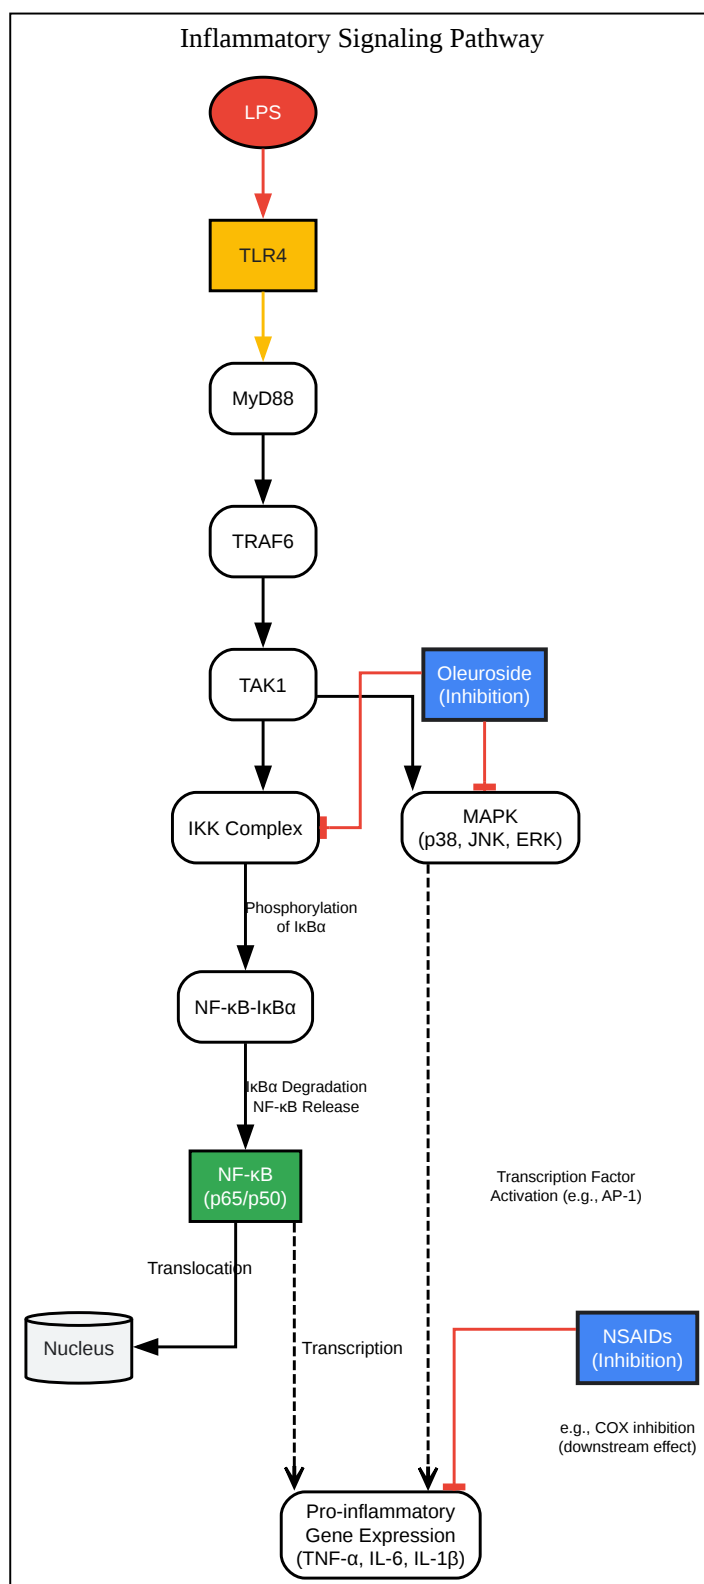 Inflammatory Signaling Pathway
LPS
TLR4
MyD88
TRAF6
TAK1
Oleuroside
(Inhibition)
IKK Complex
MAPK
(p38, JNK, ERK)
Phosphorylation
of IκBα
NF-κB-IκBα
IκBα Degradation
NF-κB Release
NF-κB
(p65/p50)
Transcription Factor
Activation (e.g., AP-1)
Translocation
Nucleus
Transcription
NSAIDs
(Inhibition)
e.g., COX inhibition
(downstream effect)
Pro-inflammatory
Gene Expression
(TNF-α, IL-6, IL-1β)